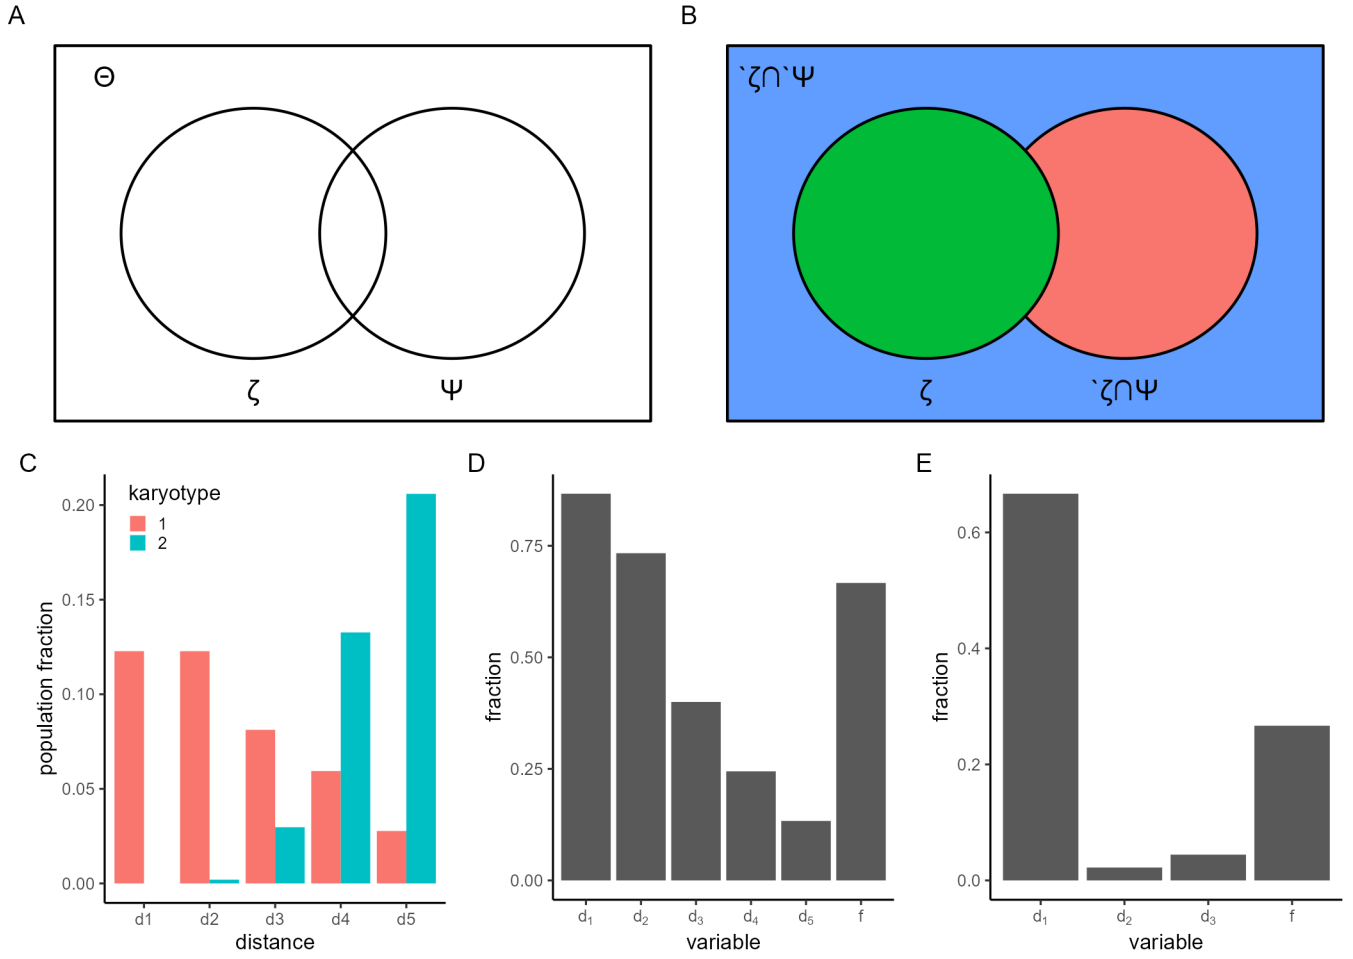 A
B
Θ
`ζ∩`Ψ
ζ
Ψ
ζ
`ζ∩Ψ
C
karyotype
1
2
0.20
0.15
0.10
0.05
0.00
population fraction
d1 d2 d3 d4 d5
distance
D
0.75
0.50
0.25
0.00
fraction
d₁ d₂ d₃ d₄ d₅ f
variable
E
0.6
0.4
0.2
0.0
fraction
d₁ d₂ d₃ f
variable